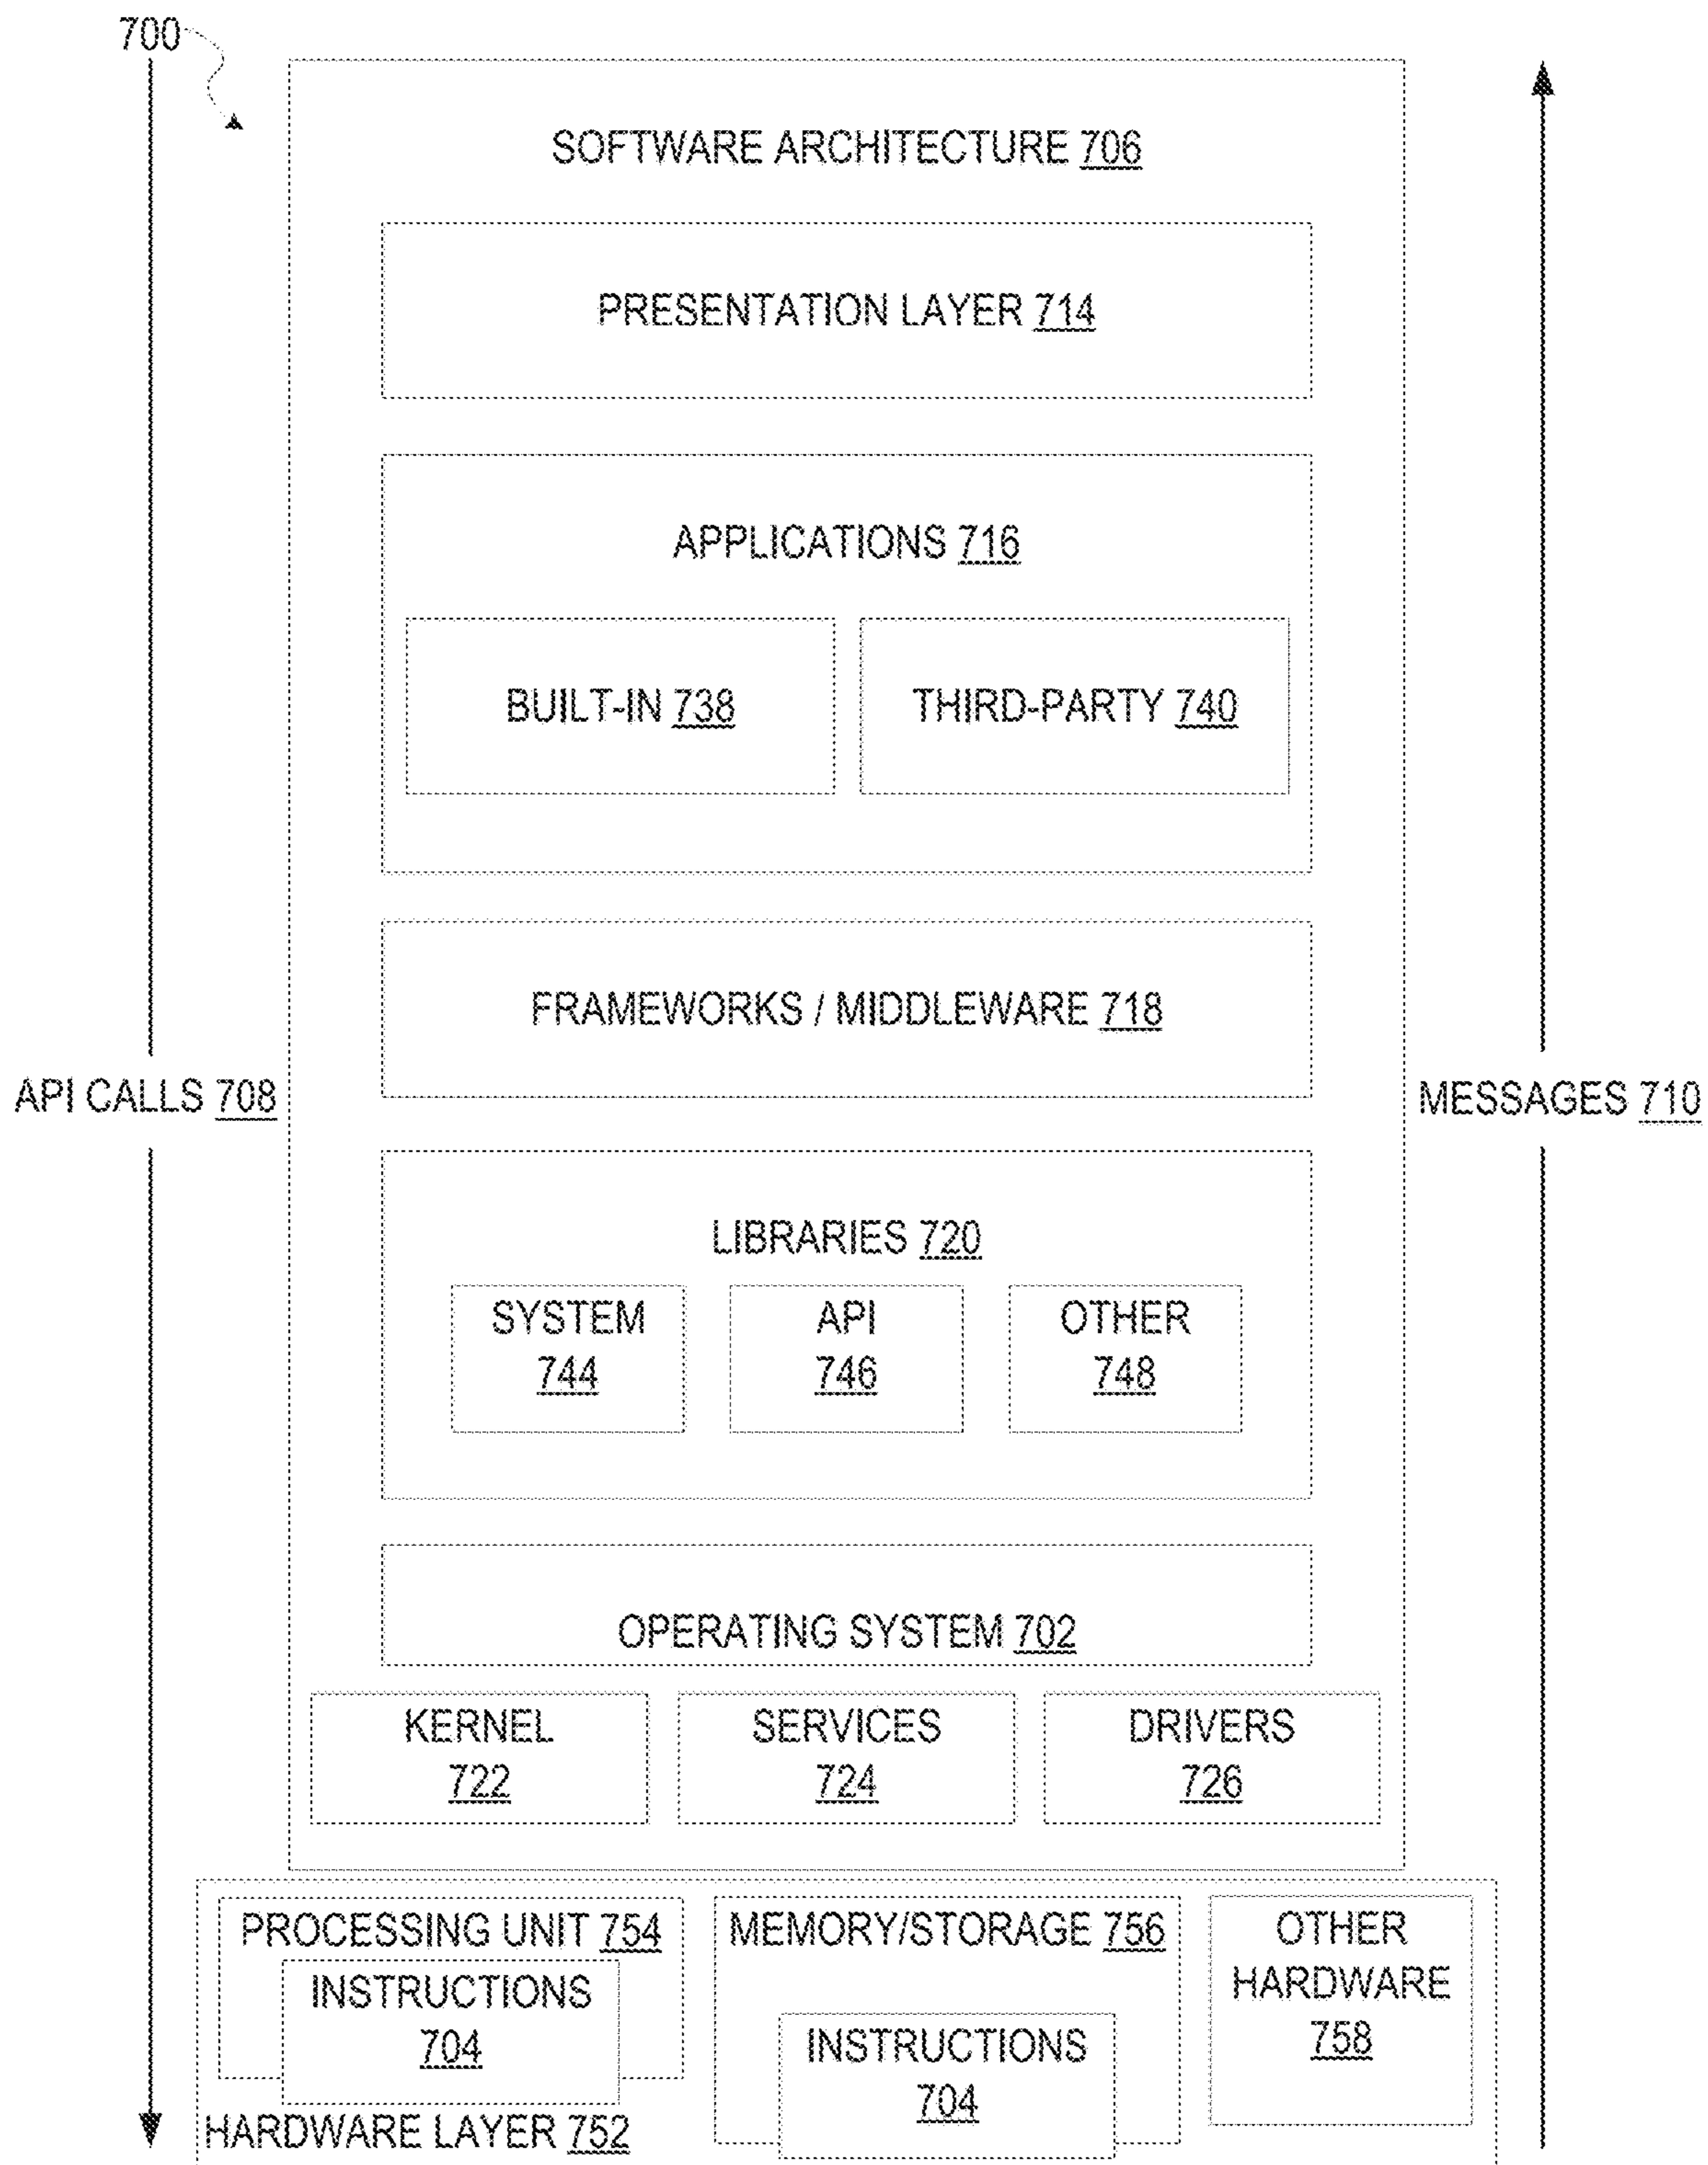 700
SOFTWARE ARCHITECTURE 706
PRESENTATION LAYER 714
APPLICATIONS 716
BUILT-IN 738
THIRD-PARTY 740
FRAMEWORKS / MIDDLEWARE 718
API CALLS 708
MESSAGES 710
LIBRARIES 720
SYSTEM
744
API
746
OTHER
748
OPERATING SYSTEM 702
KERNEL
722
SERVICES
724
DRIVERS
726
PROCESSING UNIT 754
INSTRUCTIONS
704
MEMORY/STORAGE 756
INSTRUCTIONS
704
OTHER
HARDWARE
758
HARDWARE LAYER 752